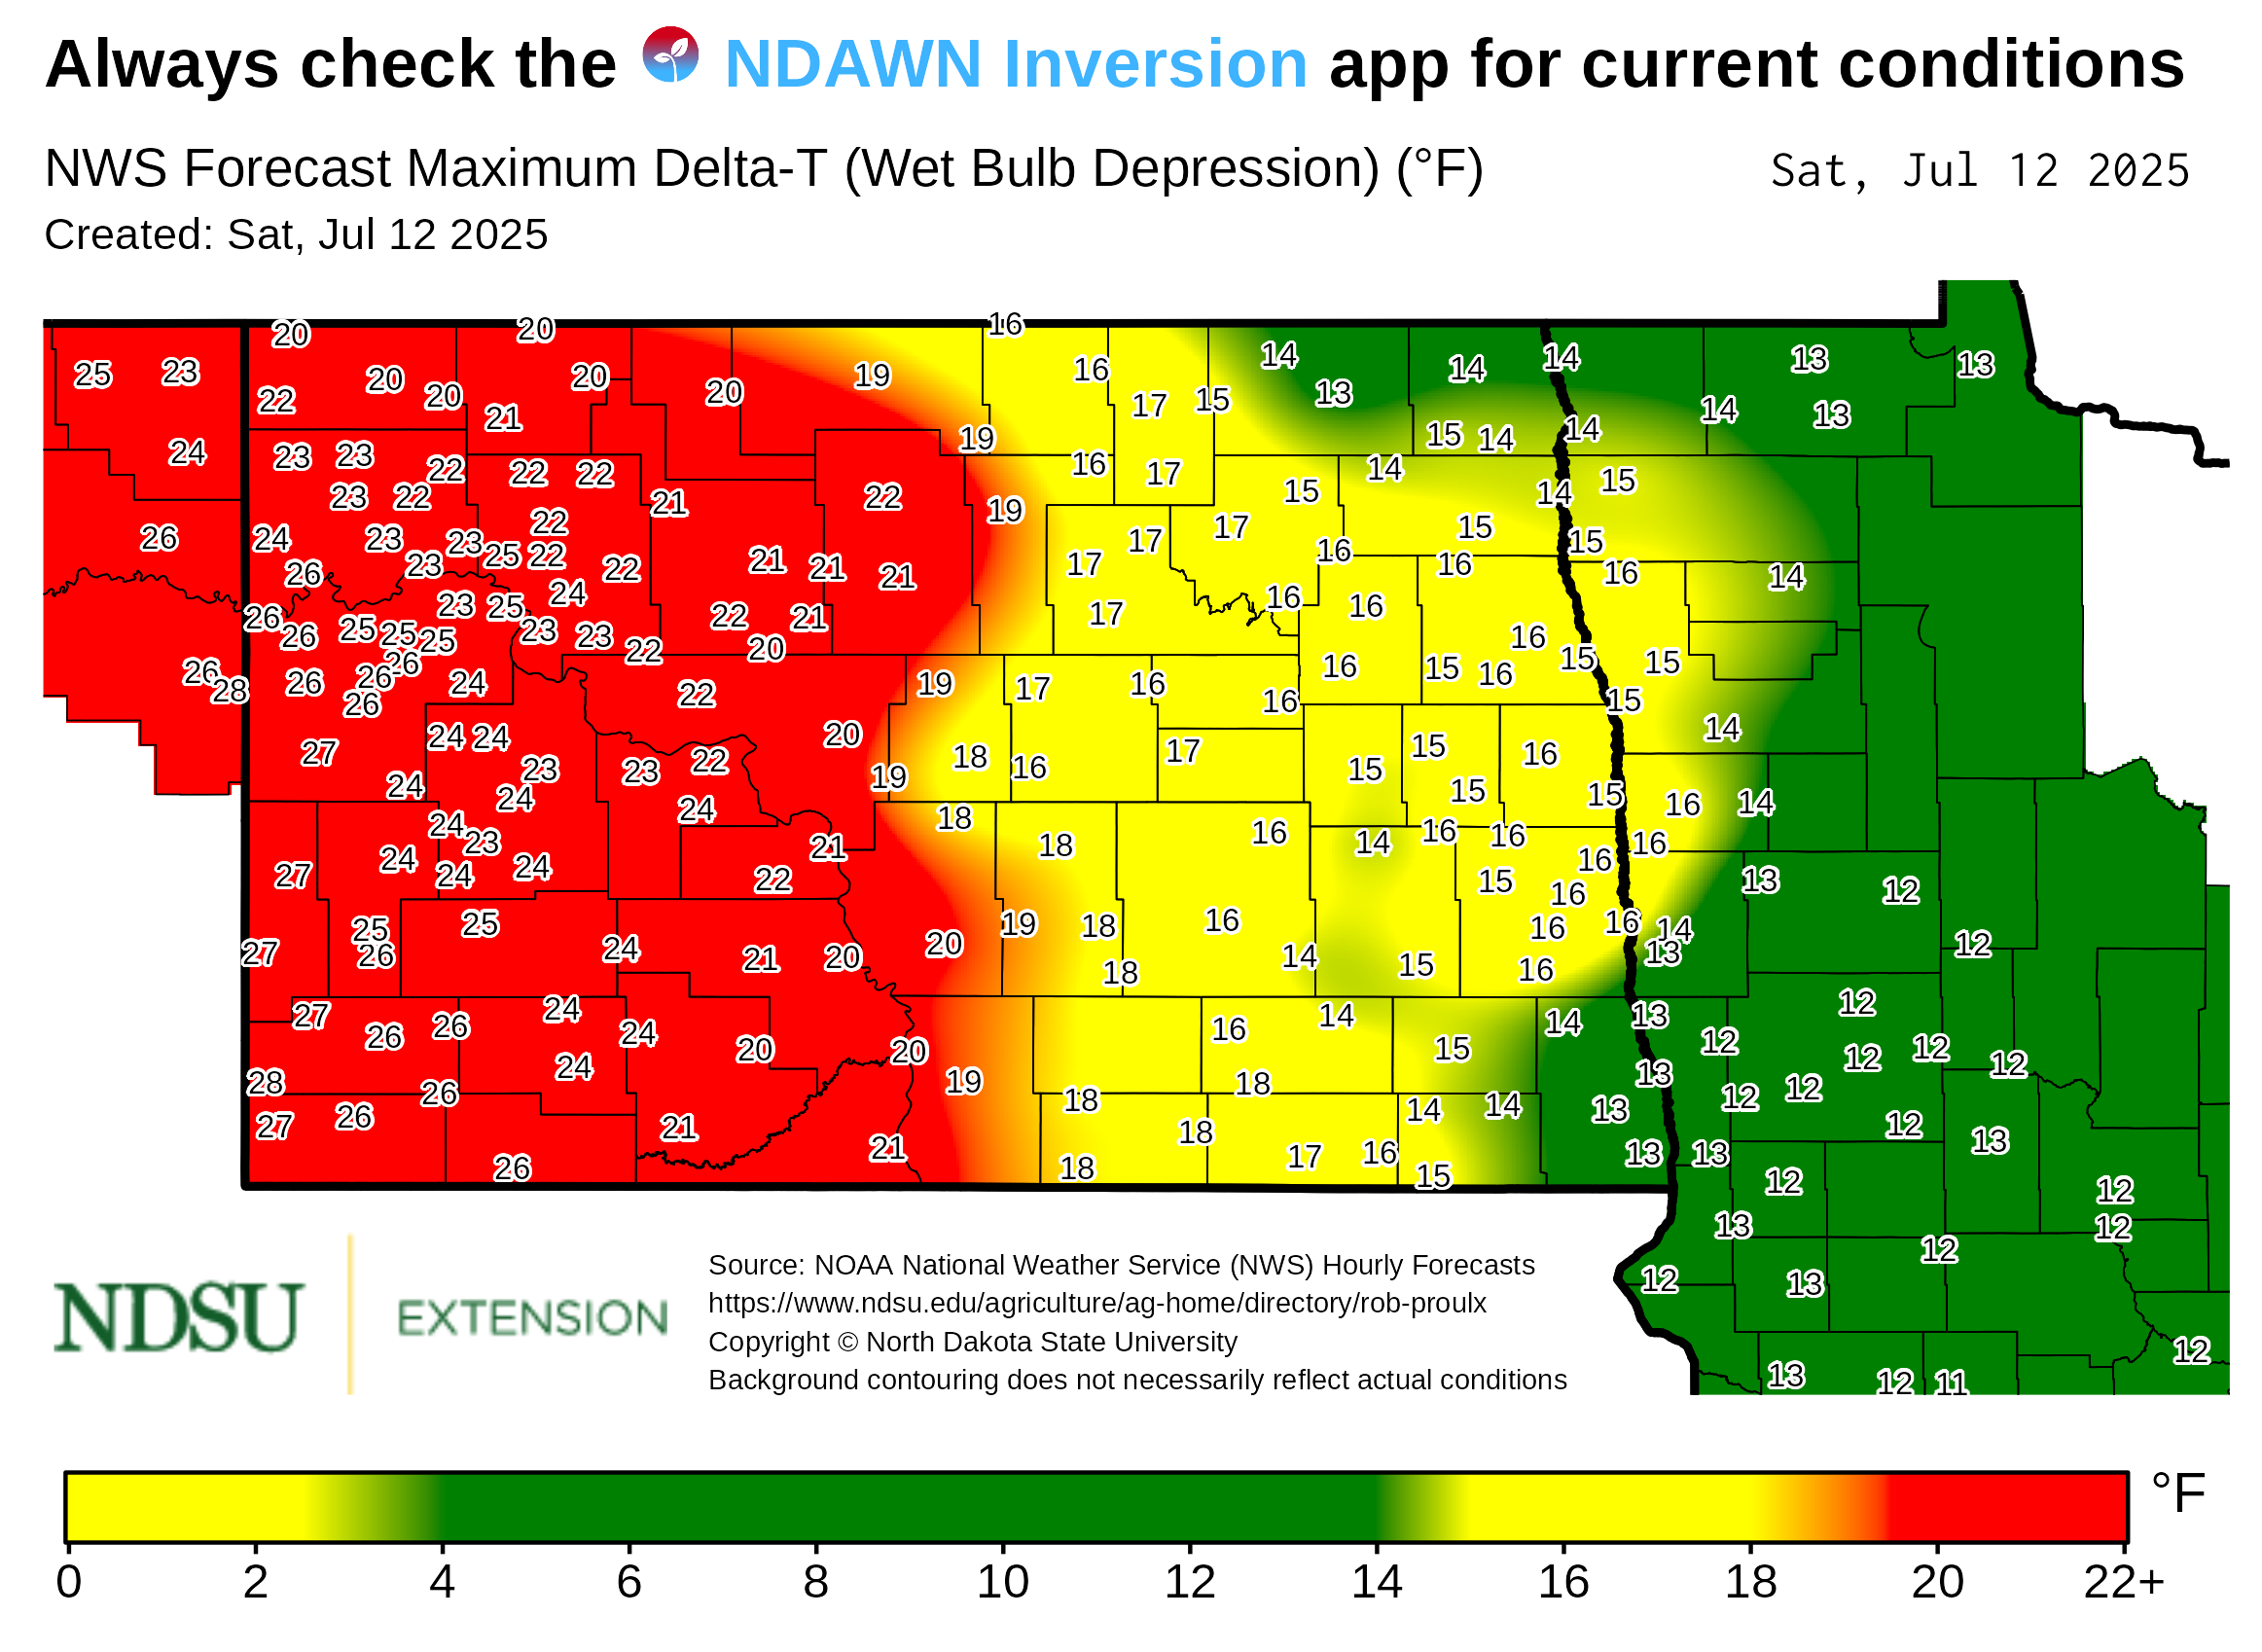 Always check the NDAWN Inversion app for current conditions
NWS Forecast Maximum Delta-T (Wet Bulb Depression) (°F) Sat, Jul 12 2025
Created: Sat, Jul 12 2025
20 20 16
25 23 20 20 20 19 16 14 13 14 14 13 13
22 20 21 17 15 14 13
24 23 23 22 22 22 19 16 17 15 14 14 14
23 22 21 22 19 15 14 15
26 24 23 23 25 22 22 17 17 17 15 15
26 23 22 21 21 21 16 16 16 14
26 23 25 24 22 21 17 16 16
26 25 25 25 23 23 22 20 16 15
26 28 26 26 26 24 22 19 17 16 16 16 15 16 15
26 24 24 20 16 15 14
27 23 23 22 19 18 16 17 15 15 16
24 24 24 18 15 15 16 14
24 23 21 18 16 14 16 16 16
27 24 24 24 22 15 16 13 12
25 25 24 19 18 16 16 16 16 14
27 26 21 20 20 18 14 15 16 13 12
27 26 26 24 24 16 14 14 13 12
28 24 20 20 19 18 15 13 12 12 12 12
27 26 26 21 18 18 14 14 13 12 12 12
26 21 18 17 16 15 13 13 12 13
13 12 12
12 13 12 12
13 12 11 12
NDSU EXTENSION
Source: NOAA National Weather Service (NWS) Hourly Forecasts
https://www.ndsu.edu/agriculture/ag-home/directory/rob-proulx
Copyright © North Dakota State University
Background contouring does not necessarily reflect actual conditions
°F
0 2 4 6 8 10 12 14 16 18 20 22+